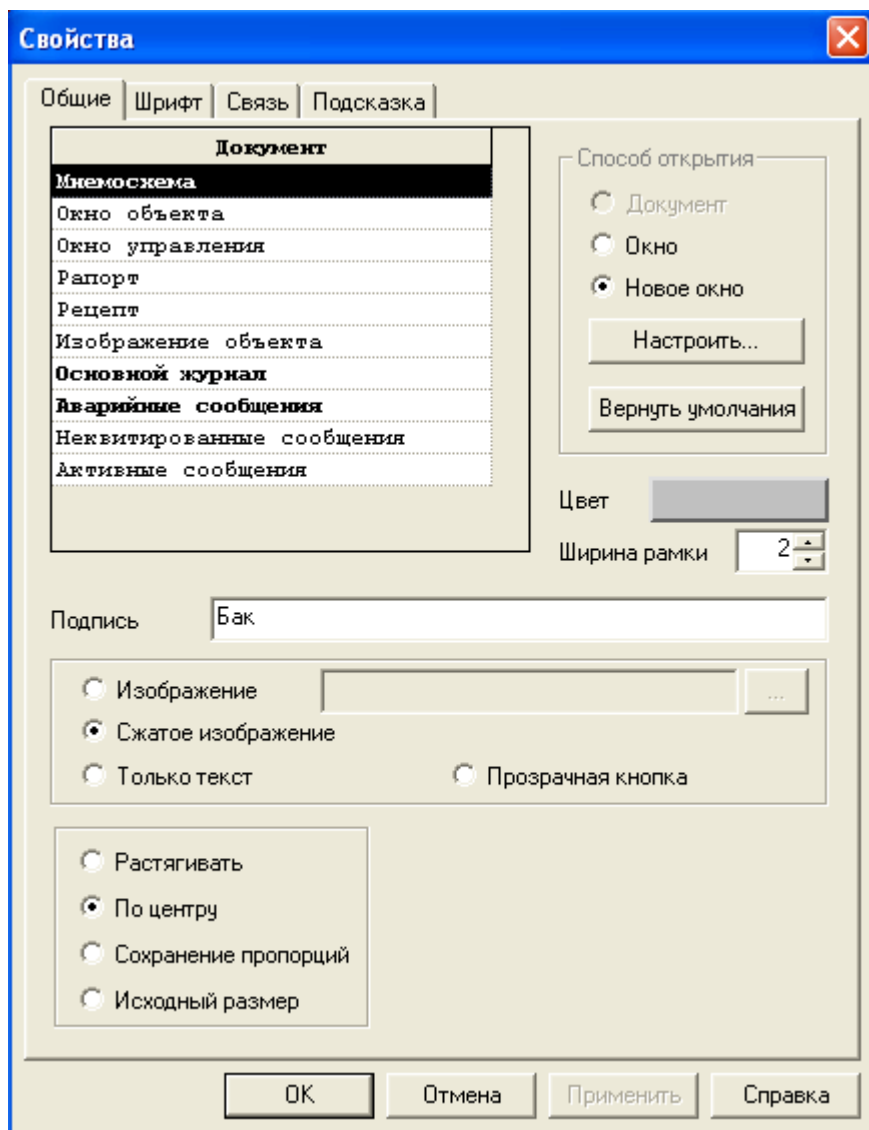 Свойства
Общие Шрифт Связь Подсказка
Документ
Мнемосхема
Окно объекта
Окно управления
Рапорт
Рецепт
Изображение объекта
Основной журнал
Аварийные сообщения
Неквитированные сообщения
Активные сообщения
Способ открытия
Документ
Окно
Новое окно
Настроить...
Вернуть умолчания
Цвет
Ширина рамки 2
Подпись Бак
Изображение ...
Сжатое изображение
Только текст Прозрачная кнопка
Растягивать
По центру
Сохранение пропорций
Исходный размер
OK Отмена Применить Справка